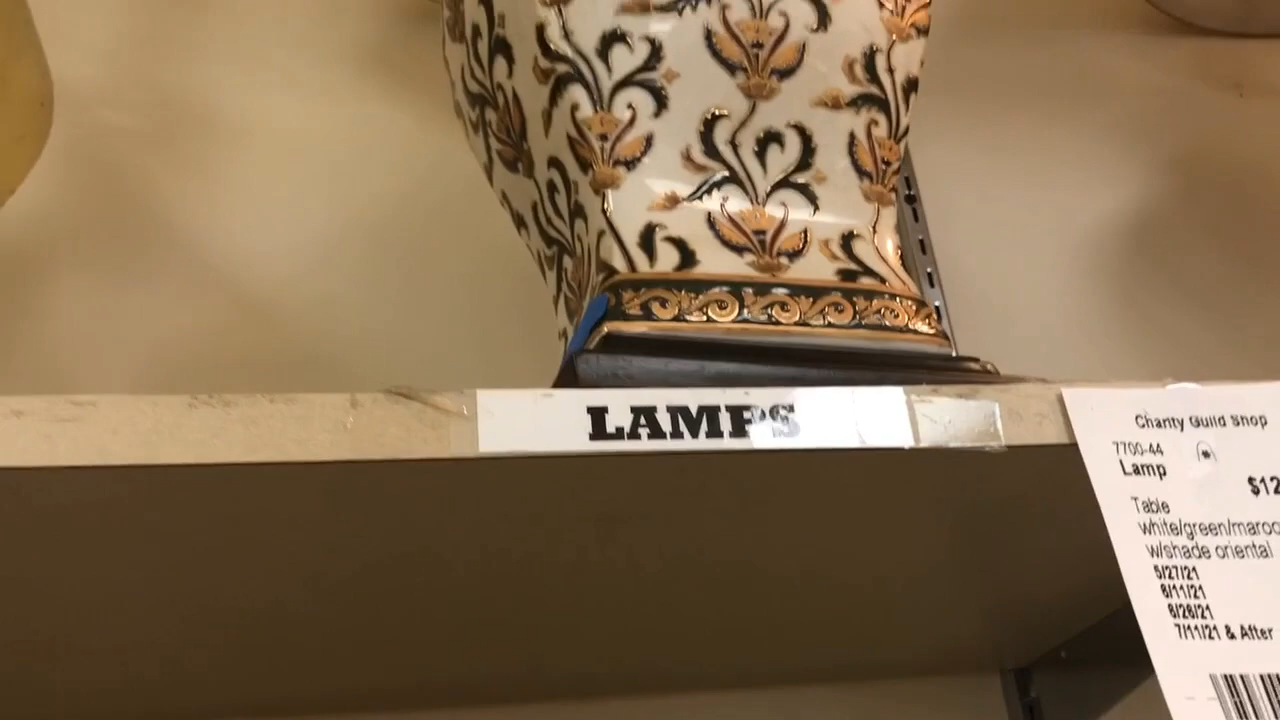 LAMPS
Charity Guild Shop
7700-44
Lamp
$12
Table
white/green/maroo
w/shade oriental
5/27/21
6/11/21
6/26/21
7/11/21 & After